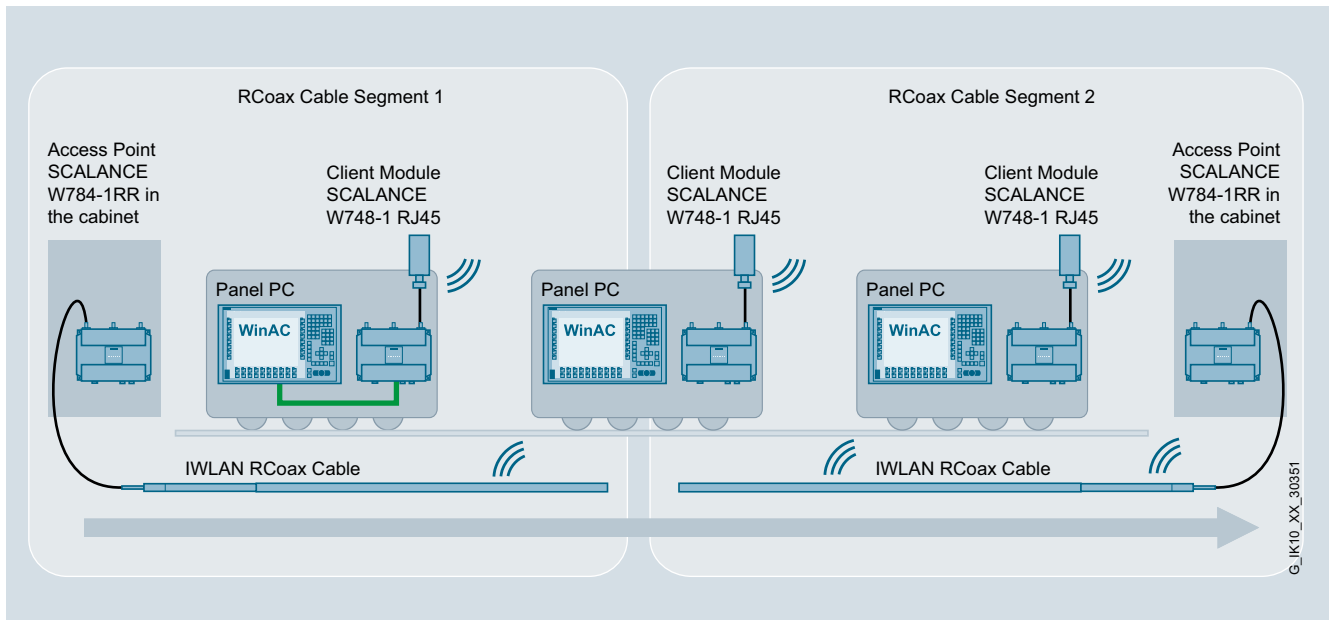 RCoax Cable Segment 1
RCoax Cable Segment 2
Access Point
SCALANCE
W784-1RR in
the cabinet
Client Module
SCALANCE
W748-1 RJ45
Client Module
SCALANCE
W748-1 RJ45
Client Module
SCALANCE
W748-1 RJ45
Access Point
SCALANCE
W784-1RR in
the cabinet
Panel PC
WinAC
Panel PC
WinAC
Panel PC
WinAC
IWLAN RCoax Cable
IWLAN RCoax Cable
G_IK10_XX_30351